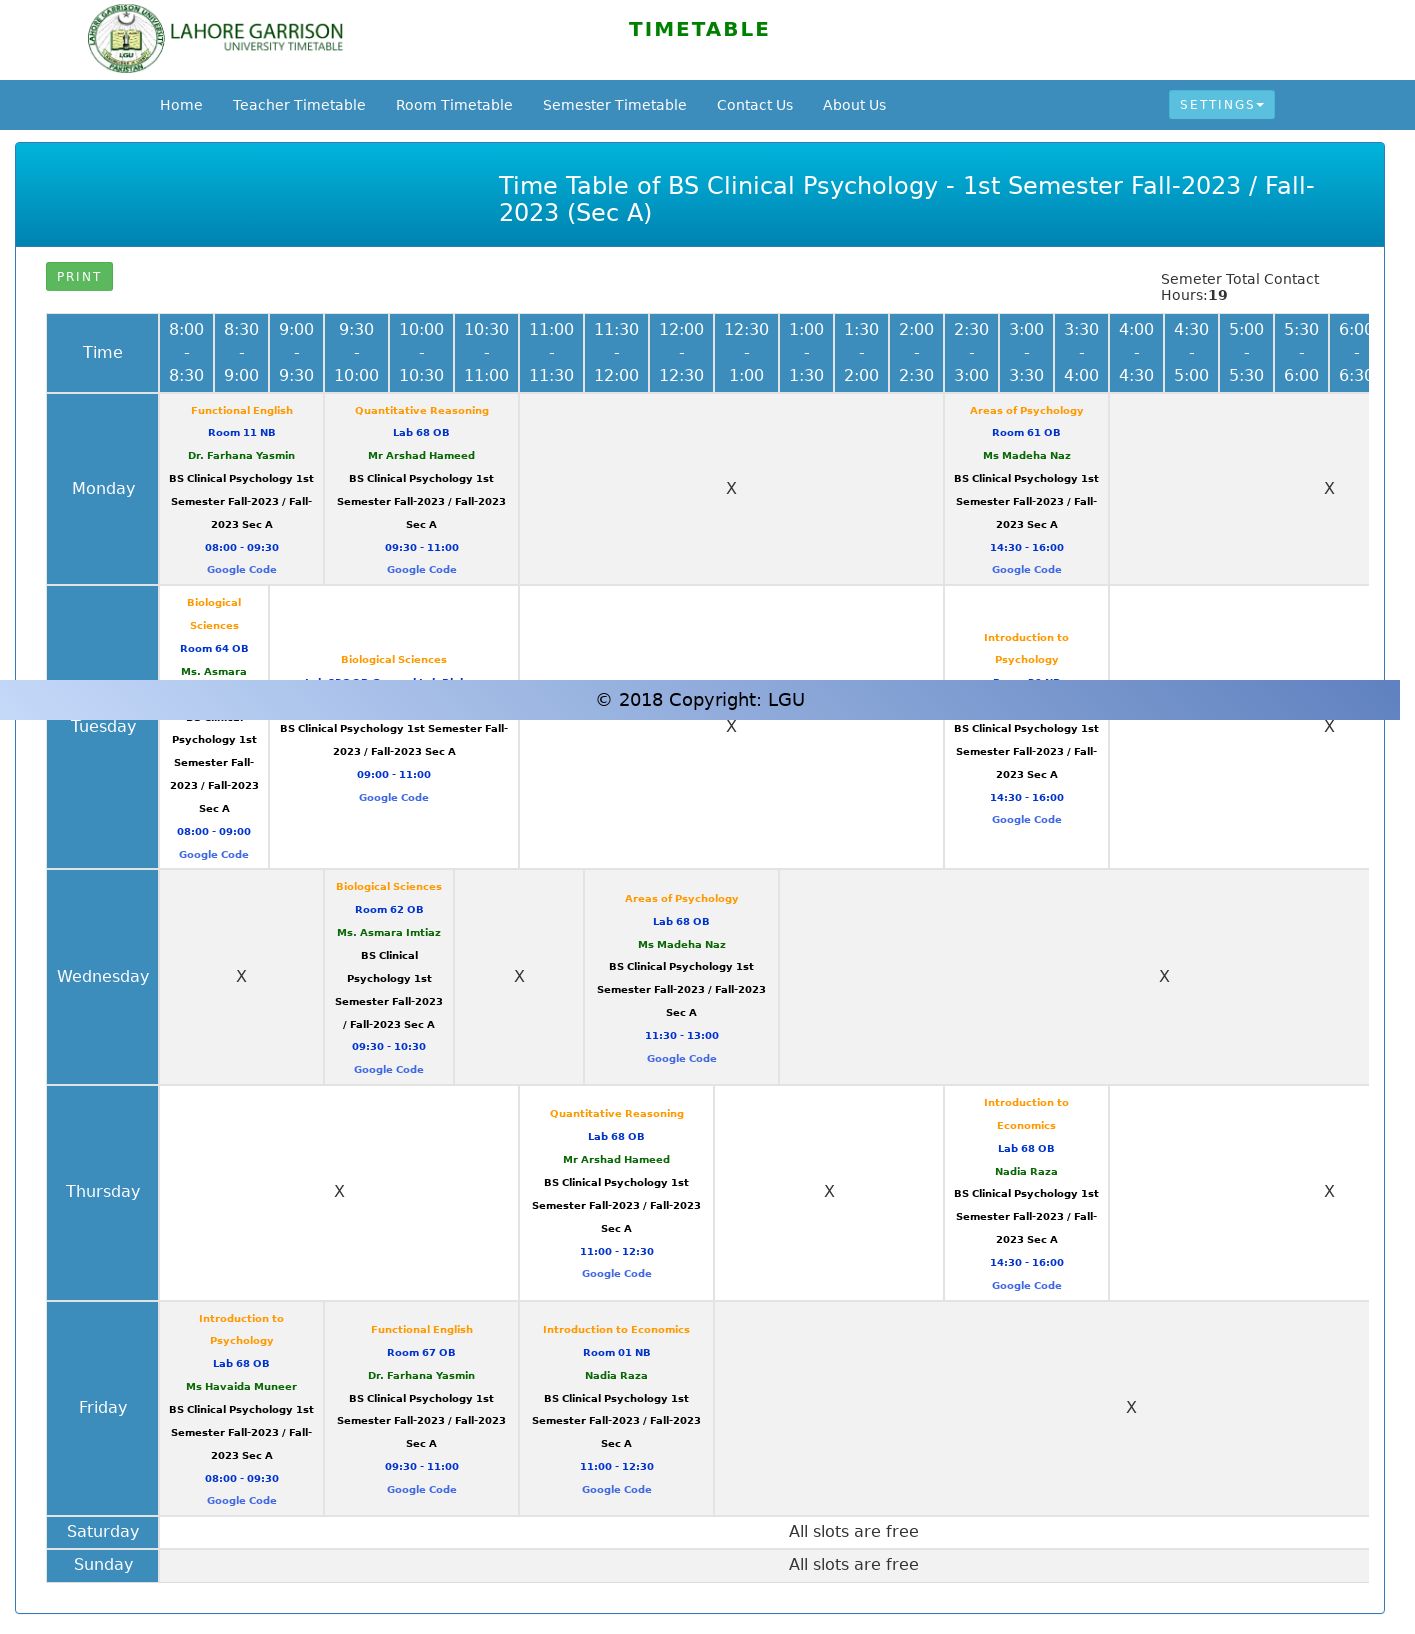 LAHORE GARRISON
UNIVERSITY TIMETABLE
TIMETABLE
Home Teacher Timetable Room Timetable Semester Timetable Contact Us About Us SETTINGS
Time Table of BS Clinical Psychology - 1st Semester Fall-2023 / Fall-
2023 (Sec A)
PRINT
Semeter Total Contact
Hours:19
Time
8:00 - 8:30
8:30 - 9:00
9:00 - 9:30
9:30 - 10:00
10:00 - 10:30
10:30 - 11:00
11:00 - 11:30
11:30 - 12:00
12:00 - 12:30
12:30 - 1:00
1:00 - 1:30
1:30 - 2:00
2:00 - 2:30
2:30 - 3:00
3:00 - 3:30
3:30 - 4:00
4:00 - 4:30
4:30 - 5:00
5:00 - 5:30
5:30 - 6:00
6:00 - 6:30
Monday
Functional English
Room 11 NB
Dr. Farhana Yasmin
BS Clinical Psychology 1st
Semester Fall-2023 / Fall-
2023 Sec A
08:00 - 09:30
Google Code
Quantitative Reasoning
Lab 68 OB
Mr Arshad Hameed
BS Clinical Psychology 1st
Semester Fall-2023 / Fall-2023
Sec A
09:30 - 11:00
Google Code
X
Areas of Psychology
Room 61 OB
Ms Madeha Naz
BS Clinical Psychology 1st
Semester Fall-2023 / Fall-
2023 Sec A
14:30 - 16:00
Google Code
X
Tuesday
Biological
Sciences
Room 64 OB
Ms. Asmara
Psychology 1st
Semester Fall-
2023 / Fall-2023
Sec A
08:00 - 09:00
Google Code
Biological Sciences
BS Clinical Psychology 1st Semester Fall-
2023 / Fall-2023 Sec A
09:00 - 11:00
Google Code
X
Introduction to
Psychology
BS Clinical Psychology 1st
Semester Fall-2023 / Fall-
2023 Sec A
14:30 - 16:00
Google Code
X
© 2018 Copyright: LGU
Wednesday
X
Biological Sciences
Room 62 OB
Ms. Asmara Imtiaz
BS Clinical
Psychology 1st
Semester Fall-2023
/ Fall-2023 Sec A
09:30 - 10:30
Google Code
X
Areas of Psychology
Lab 68 OB
Ms Madeha Naz
BS Clinical Psychology 1st
Semester Fall-2023 / Fall-2023
Sec A
11:30 - 13:00
Google Code
X
Thursday
X
Quantitative Reasoning
Lab 68 OB
Mr Arshad Hameed
BS Clinical Psychology 1st
Semester Fall-2023 / Fall-2023
Sec A
11:00 - 12:30
Google Code
X
Introduction to
Economics
Lab 68 OB
Nadia Raza
BS Clinical Psychology 1st
Semester Fall-2023 / Fall-
2023 Sec A
14:30 - 16:00
Google Code
X
Friday
Introduction to
Psychology
Lab 68 OB
Ms Havaida Muneer
BS Clinical Psychology 1st
Semester Fall-2023 / Fall-
2023 Sec A
08:00 - 09:30
Google Code
Functional English
Room 67 OB
Dr. Farhana Yasmin
BS Clinical Psychology 1st
Semester Fall-2023 / Fall-2023
Sec A
09:30 - 11:00
Google Code
Introduction to Economics
Room 01 NB
Nadia Raza
BS Clinical Psychology 1st
Semester Fall-2023 / Fall-2023
Sec A
11:00 - 12:30
Google Code
X
Saturday
All slots are free
Sunday
All slots are free